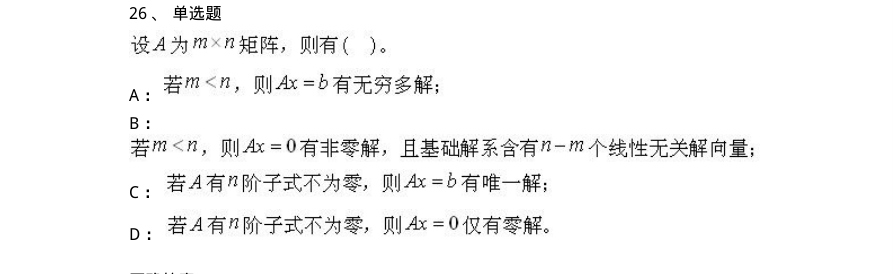 26 、 单选题
设A为m×n矩阵，则有(　)。
A： 若m<n，则Ax=b有无穷多解；
B：
若m<n，则Ax=0有非零解，且基础解系含有n-m个线性无关解向量；
C： 若A有n阶子式不为零，则Ax=b有唯一解；
D： 若A有n阶子式不为零，则Ax=0仅有零解。